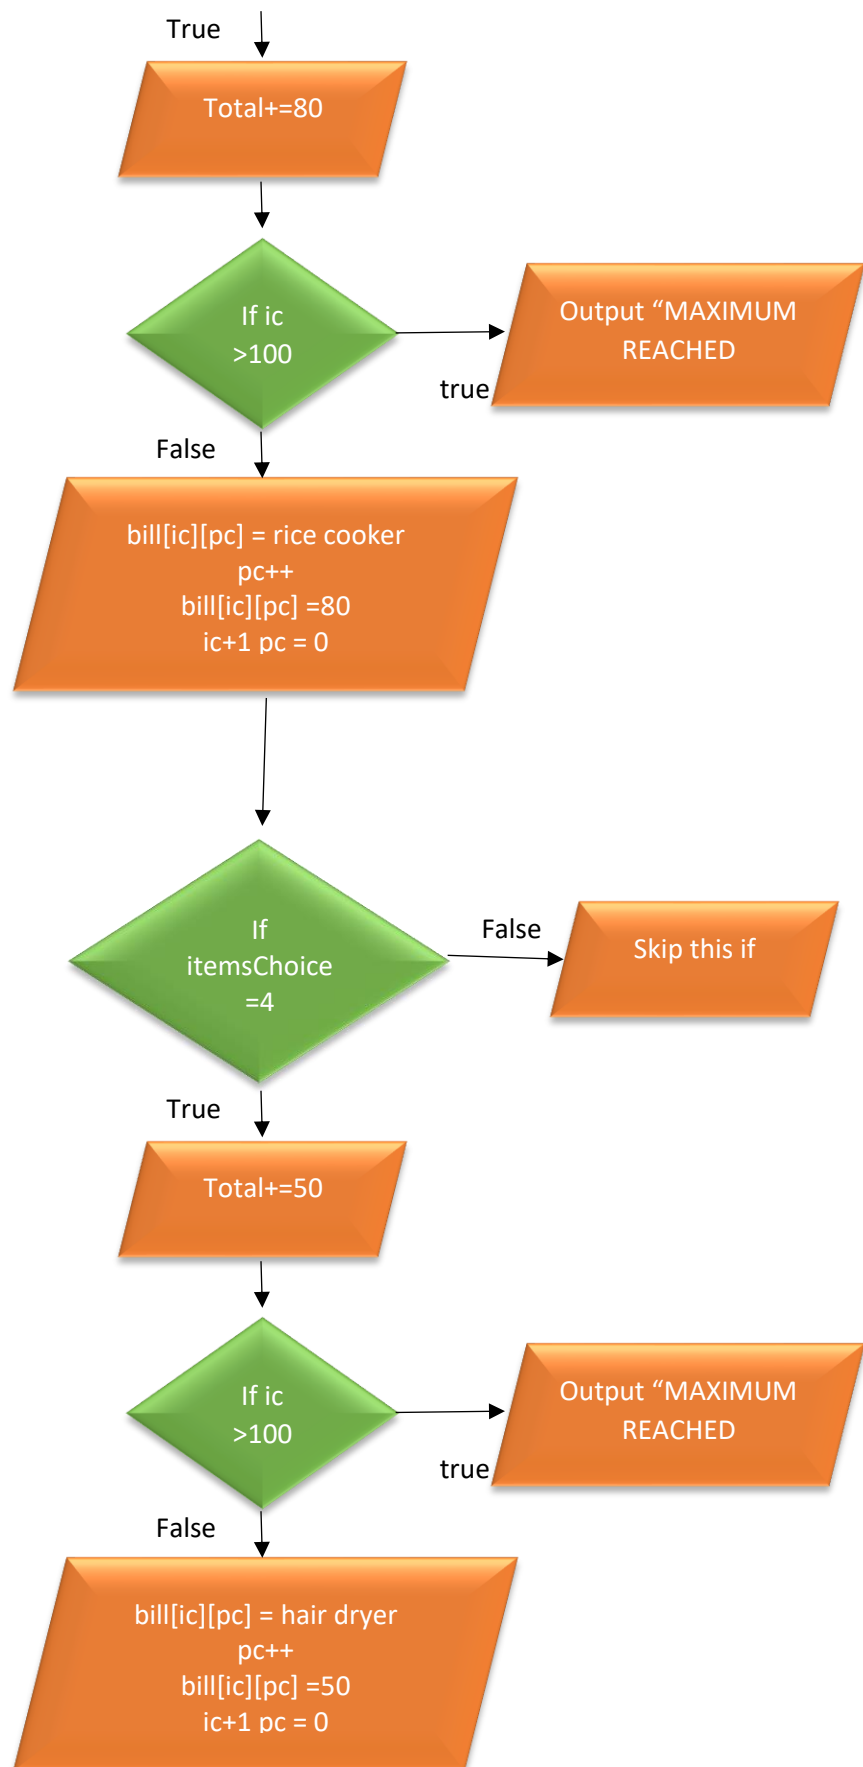 True
Total+=80
If ic
>100
true
Output “MAXIMUM
REACHED
False
bill[ic][pc] = rice cooker
pc++
bill[ic][pc] =80
ic+1 pc = 0
If
itemsChoice
=4
False
Skip this if
True
Total+=50
If ic
>100
true
Output “MAXIMUM
REACHED
False
bill[ic][pc] = hair dryer
pc++
bill[ic][pc] =50
ic+1 pc = 0